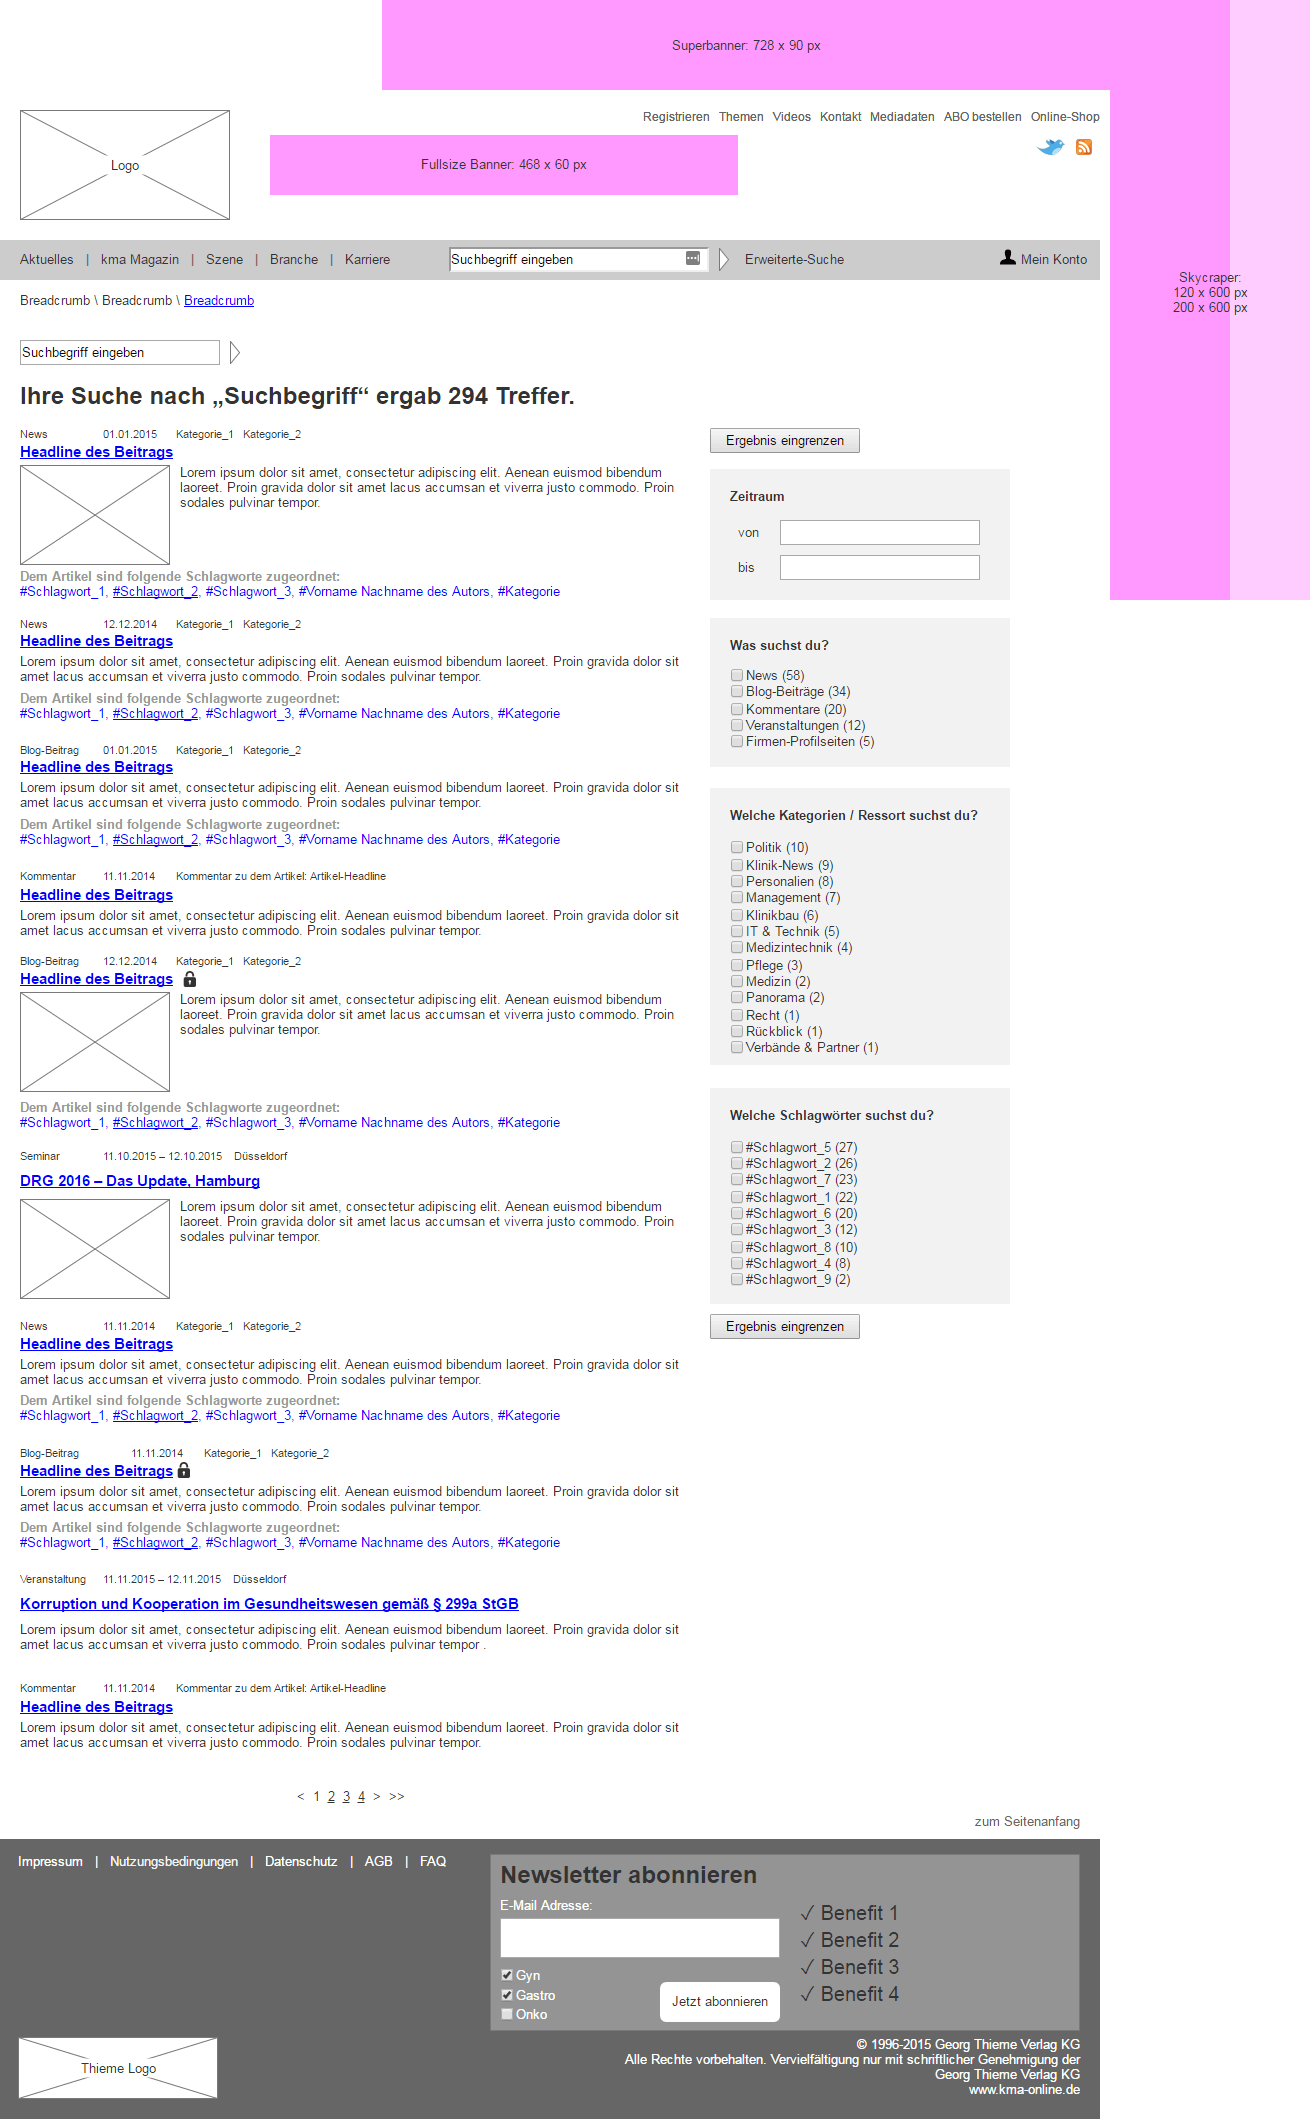 Superbanner: 728 x 90 px
Registrieren Themen Videos Kontakt Mediadaten ABO bestellen Online-Shop
Logo
Fullsize Banner: 468 x 60 px
Aktuelles | kma Magazin | Szene | Branche | Karriere
Suchbegriff eingeben
Erweiterte-Suche
Mein Konto
Skycraper:
120 x 600 px
200 x 600 px
Breadcrumb \ Breadcrumb \ Breadcrumb
Suchbegriff eingeben
Ihre Suche nach „Suchbegriff“ ergab 294 Treffer.
News 01.01.2015 Kategorie_1 Kategorie_2
Headline des Beitrags
Lorem ipsum dolor sit amet, consectetur adipiscing elit. Aenean euismod bibendum
laoreet. Proin gravida dolor sit amet lacus accumsan et viverra justo commodo. Proin
sodales pulvinar tempor.
Dem Artikel sind folgende Schlagworte zugeordnet:
#Schlagwort_1, #Schlagwort_2, #Schlagwort_3, #Vorname Nachname des Autors, #Kategorie
News 12.12.2014 Kategorie_1 Kategorie_2
Headline des Beitrags
Lorem ipsum dolor sit amet, consectetur adipiscing elit. Aenean euismod bibendum laoreet. Proin gravida dolor sit
amet lacus accumsan et viverra justo commodo. Proin sodales pulvinar tempor.
Dem Artikel sind folgende Schlagworte zugeordnet:
#Schlagwort_1, #Schlagwort_2, #Schlagwort_3, #Vorname Nachname des Autors, #Kategorie
Blog-Beitrag 01.01.2015 Kategorie_1 Kategorie_2
Headline des Beitrags
Lorem ipsum dolor sit amet, consectetur adipiscing elit. Aenean euismod bibendum laoreet. Proin gravida dolor sit
amet lacus accumsan et viverra justo commodo. Proin sodales pulvinar tempor.
Dem Artikel sind folgende Schlagworte zugeordnet:
#Schlagwort_1, #Schlagwort_2, #Schlagwort_3, #Vorname Nachname des Autors, #Kategorie
Kommentar 11.11.2014 Kommentar zu dem Artikel: Artikel-Headline
Headline des Beitrags
Lorem ipsum dolor sit amet, consectetur adipiscing elit. Aenean euismod bibendum laoreet. Proin gravida dolor sit
amet lacus accumsan et viverra justo commodo. Proin sodales pulvinar tempor.
Blog-Beitrag 12.12.2014 Kategorie_1 Kategorie_2
Headline des Beitrags
Lorem ipsum dolor sit amet, consectetur adipiscing elit. Aenean euismod bibendum
laoreet. Proin gravida dolor sit amet lacus accumsan et viverra justo commodo. Proin
sodales pulvinar tempor.
Dem Artikel sind folgende Schlagworte zugeordnet:
#Schlagwort_1, #Schlagwort_2, #Schlagwort_3, #Vorname Nachname des Autors, #Kategorie
Seminar 11.10.2015 – 12.10.2015 Düsseldorf
DRG 2016 – Das Update, Hamburg
Lorem ipsum dolor sit amet, consectetur adipiscing elit. Aenean euismod bibendum
laoreet. Proin gravida dolor sit amet lacus accumsan et viverra justo commodo. Proin
sodales pulvinar tempor.
News 11.11.2014 Kategorie_1 Kategorie_2
Headline des Beitrags
Lorem ipsum dolor sit amet, consectetur adipiscing elit. Aenean euismod bibendum laoreet. Proin gravida dolor sit
amet lacus accumsan et viverra justo commodo. Proin sodales pulvinar tempor.
Dem Artikel sind folgende Schlagworte zugeordnet:
#Schlagwort_1, #Schlagwort_2, #Schlagwort_3, #Vorname Nachname des Autors, #Kategorie
Blog-Beitrag 11.11.2014 Kategorie_1 Kategorie_2
Headline des Beitrags
Lorem ipsum dolor sit amet, consectetur adipiscing elit. Aenean euismod bibendum laoreet. Proin gravida dolor sit
amet lacus accumsan et viverra justo commodo. Proin sodales pulvinar tempor.
Dem Artikel sind folgende Schlagworte zugeordnet:
#Schlagwort_1, #Schlagwort_2, #Schlagwort_3, #Vorname Nachname des Autors, #Kategorie
Veranstaltung 11.11.2015 – 12.11.2015 Düsseldorf
Korruption und Kooperation im Gesundheitswesen gemäß § 299a StGB
Lorem ipsum dolor sit amet, consectetur adipiscing elit. Aenean euismod bibendum laoreet. Proin gravida dolor sit
amet lacus accumsan et viverra justo commodo. Proin sodales pulvinar tempor .
Kommentar 11.11.2014 Kommentar zu dem Artikel: Artikel-Headline
Headline des Beitrags
Lorem ipsum dolor sit amet, consectetur adipiscing elit. Aenean euismod bibendum laoreet. Proin gravida dolor sit
amet lacus accumsan et viverra justo commodo. Proin sodales pulvinar tempor.
< 1 2 3 4 > >>
Ergebnis eingrenzen
Zeitraum
von
bis
Was suchst du?
News (58)
Blog-Beiträge (34)
Kommentare (20)
Veranstaltungen (12)
Firmen-Profilseiten (5)
Welche Kategorien / Ressort suchst du?
Politik (10)
Klinik-News (9)
Personalien (8)
Management (7)
Klinikbau (6)
IT & Technik (5)
Medizintechnik (4)
Pflege (3)
Medizin (2)
Panorama (2)
Recht (1)
Rückblick (1)
Verbände & Partner (1)
Welche Schlagwörter suchst du?
#Schlagwort_5 (27)
#Schlagwort_2 (26)
#Schlagwort_7 (23)
#Schlagwort_1 (22)
#Schlagwort_6 (20)
#Schlagwort_3 (12)
#Schlagwort_8 (10)
#Schlagwort_4 (8)
#Schlagwort_9 (2)
Ergebnis eingrenzen
zum Seitenanfang
Impressum | Nutzungsbedingungen | Datenschutz | AGB | FAQ
Newsletter abonnieren
E-Mail Adresse:
Gyn
Gastro
Onko
Jetzt abonnieren
✓ Benefit 1
✓ Benefit 2
✓ Benefit 3
✓ Benefit 4
Thieme Logo
© 1996-2015 Georg Thieme Verlag KG
Alle Rechte vorbehalten. Vervielfältigung nur mit schriftlicher Genehmigung der
Georg Thieme Verlag KG
www.kma-online.de